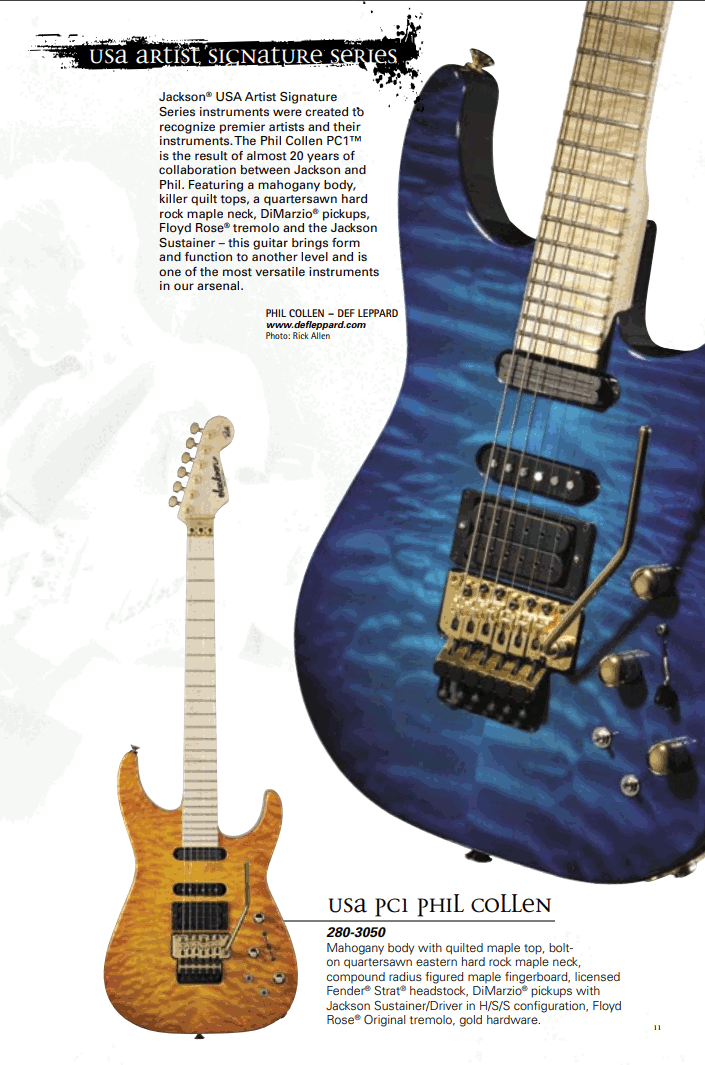 usa artist signature series
Jackson® USA Artist Signature
Series instruments were created to
recognize premier artists and their
instruments. The Phil Collen PC1™
is the result of almost 20 years of
collaboration between Jackson and
Phil. Featuring a mahogany body,
killer quilt tops, a quartersawn hard
rock maple neck, DiMarzio® pickups,
Floyd Rose® tremolo and the Jackson
Sustainer – this guitar brings form
and function to another level and is
one of the most versatile instruments
in our arsenal.
PHIL COLLEN – DEF LEPPARD
www.defleppard.com
Photo: Rick Allen
Jackson
usa pc1 phil collen
280-3050
Mahogany body with quilted maple top, bolt-
on quartersawn eastern hard rock maple neck,
compound radius figured maple fingerboard, licensed
Fender® Strat® headstock, DiMarzio® pickups with
Jackson Sustainer/Driver in H/S/S configuration, Floyd
Rose® Original tremolo, gold hardware.
11